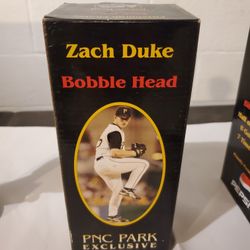 Zach Duke
Bobble Head
PNC PARK
EXCLUSIVE